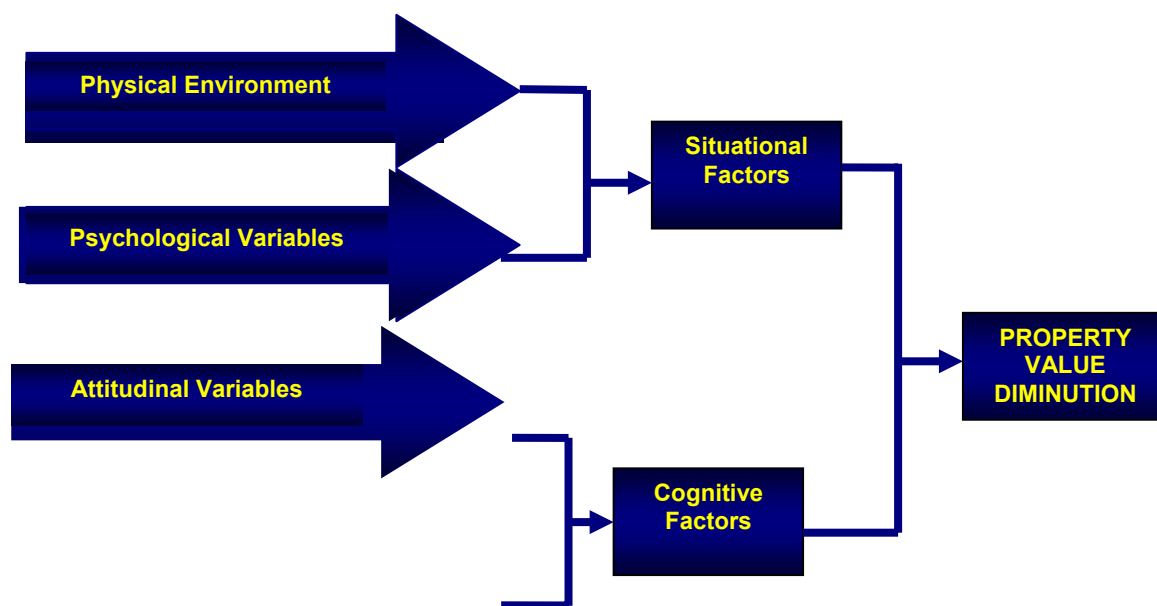 Physical Environment
Situational
Factors
Psychological Variables
PROPERTY
VALUE
DIMINUTION
Attitudinal Variables
Cognitive
Factors